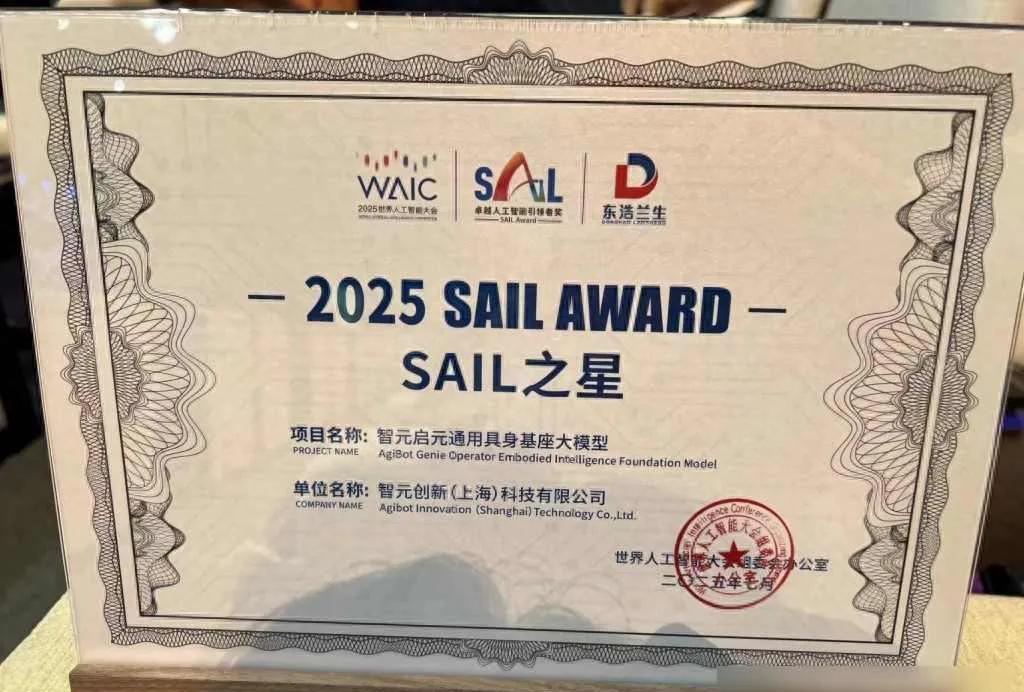 WAIC
2025世界人工智能大会
SAIL
卓越人工智能引领者奖
SAIL Award
东浩兰生
DONGHAO LANSHENG
2025 SAIL AWARD
SAIL之星
项目名称: 智元启元通用具身基座大模型
PROJECT NAME AgiBot Genie Operator Embodied Intelligence Foundation Model
单位名称: 智元创新(上海)科技有限公司
COMPANY NAME Agibot Innovation (Shanghai) Technology Co.,Ltd.
世界人工智能大会组委会办公室
二〇二五年七月